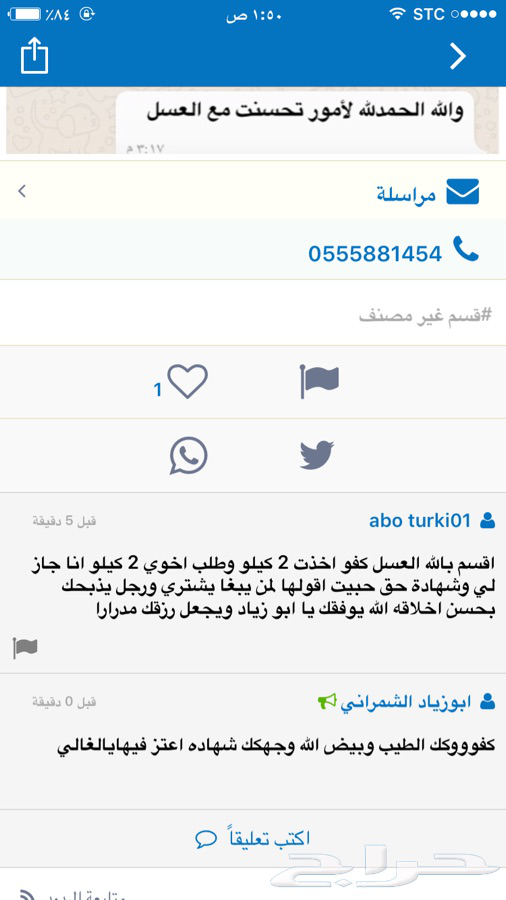 STC ١:٥٠ ص ٪٨٤
والله الحمدلله لأمور تحسنت مع العسل
٣:١٧ م
مراسلة
0555881454
#قسم غير مصنف
1
abo turki01 قبل 5 دقيقة
اقسم بالله العسل كفو اخذت 2 كيلو وطلب اخوي 2 كيلو انا جاز
لي وشهادة حق حبيت اقولها لمن يبغا يشتري ورجل يذبحك
بحسن اخلاقه الله يوفقك يا ابو زياد ويجعل رزقك مدرارا
ابوزياد الشمراني قبل 0 دقيقة
كفوووك الطيب وبيض الله وجهك شهاده اعتز فيهايالغالي
اكتب تعليقاً
حراج
متابعة الردود